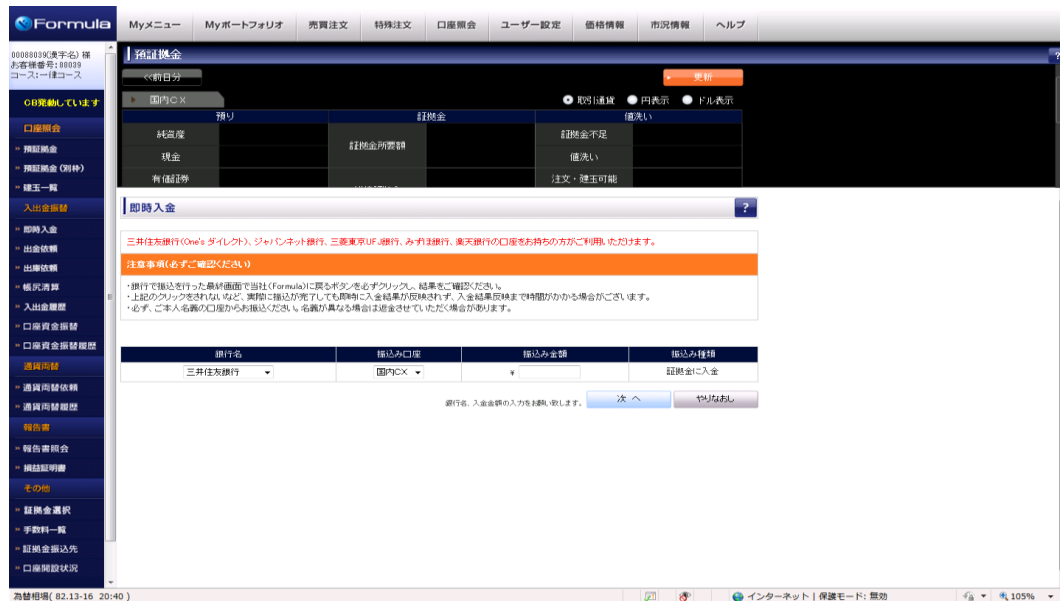 Formula
Myメニュー Myポートフォリオ 売買注文 特殊注文 口座照会 ユーザー設定 価格情報 市況情報 ヘルプ
00088039(漢字名) 様
お客様番号:88039
コース:一律コース
CB発動しています
口座照会
» 預証拠金
» 預証拠金 (別枠)
» 建玉一覧
入出金振替
» 即時入金
» 出金依頼
» 出庫依頼
» 帳尻清算
» 入出金履歴
» 口座資金振替
» 口座資金振替履歴
通貨両替
» 通貨両替依頼
» 通貨両替履歴
報告書
» 報告書照会
» 損益証明書
その他
» 証拠金選択
» 手数料一覧
» 証拠金振込先
» 口座開設状況
預証拠金
?
<<前日分
更新
国内CX
取引通貨 円表示 ドル表示
預り 証拠金 値洗い
純資産 証拠金所要額 証拠金不足
現金 値洗い
有価証券 注文・建玉可能
即時入金
?
三井住友銀行(One's ダイレクト)、ジャパンネット銀行、三菱東京UFJ銀行、みずほ銀行、楽天銀行の口座をお持ちの方がご利用いただけます。
注意事項(必ずご確認ください)
・銀行で振込を行った最終画面で当社(Formula)に戻るボタンを必ずクリックし、結果をご確認ください。
・上記のクリックをされないなど、実際に振込が完了しても即時に入金結果が反映されず、入金結果反映まで時間がかかる場合がございます。
・必ず、ご本人名義の口座からお振込ください。名義が異なる場合は返金させていただく場合があります。
銀行名 振込み口座 振込み金額 振込み種類
三井住友銀行 国内CX ¥ 証拠金に入金
銀行名、入金金額の入力をお願い致します。 次 へ やりなおし
為替相場( 82.13-16 20:40 )
インターネット | 保護モード: 無効 105%